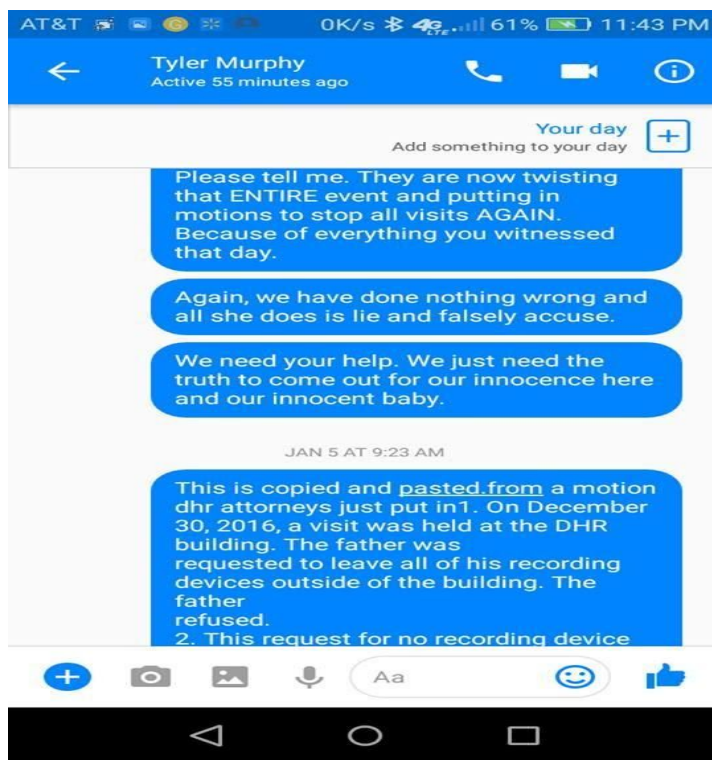 AT&T 0K/s 4G LTE 61% 11:43 PM
Tyler Murphy
Active 55 minutes ago
Your day
Add something to your day
Please tell me. They are now twisting
that ENTIRE event and putting in
motions to stop all visits AGAIN.
Because of everything you witnessed
that day.
Again, we have done nothing wrong and
all she does is lie and falsely accuse.
We need your help. We just need the
truth to come out for our innocence here
and our innocent baby.
JAN 5 AT 9:23 AM
This is copied and pasted.from a motion
dhr attorneys just put in1. On December
30, 2016, a visit was held at the DHR
building. The father was
requested to leave all of his recording
devices outside of the building. The
father
refused.
2. This request for no recording device
Aa